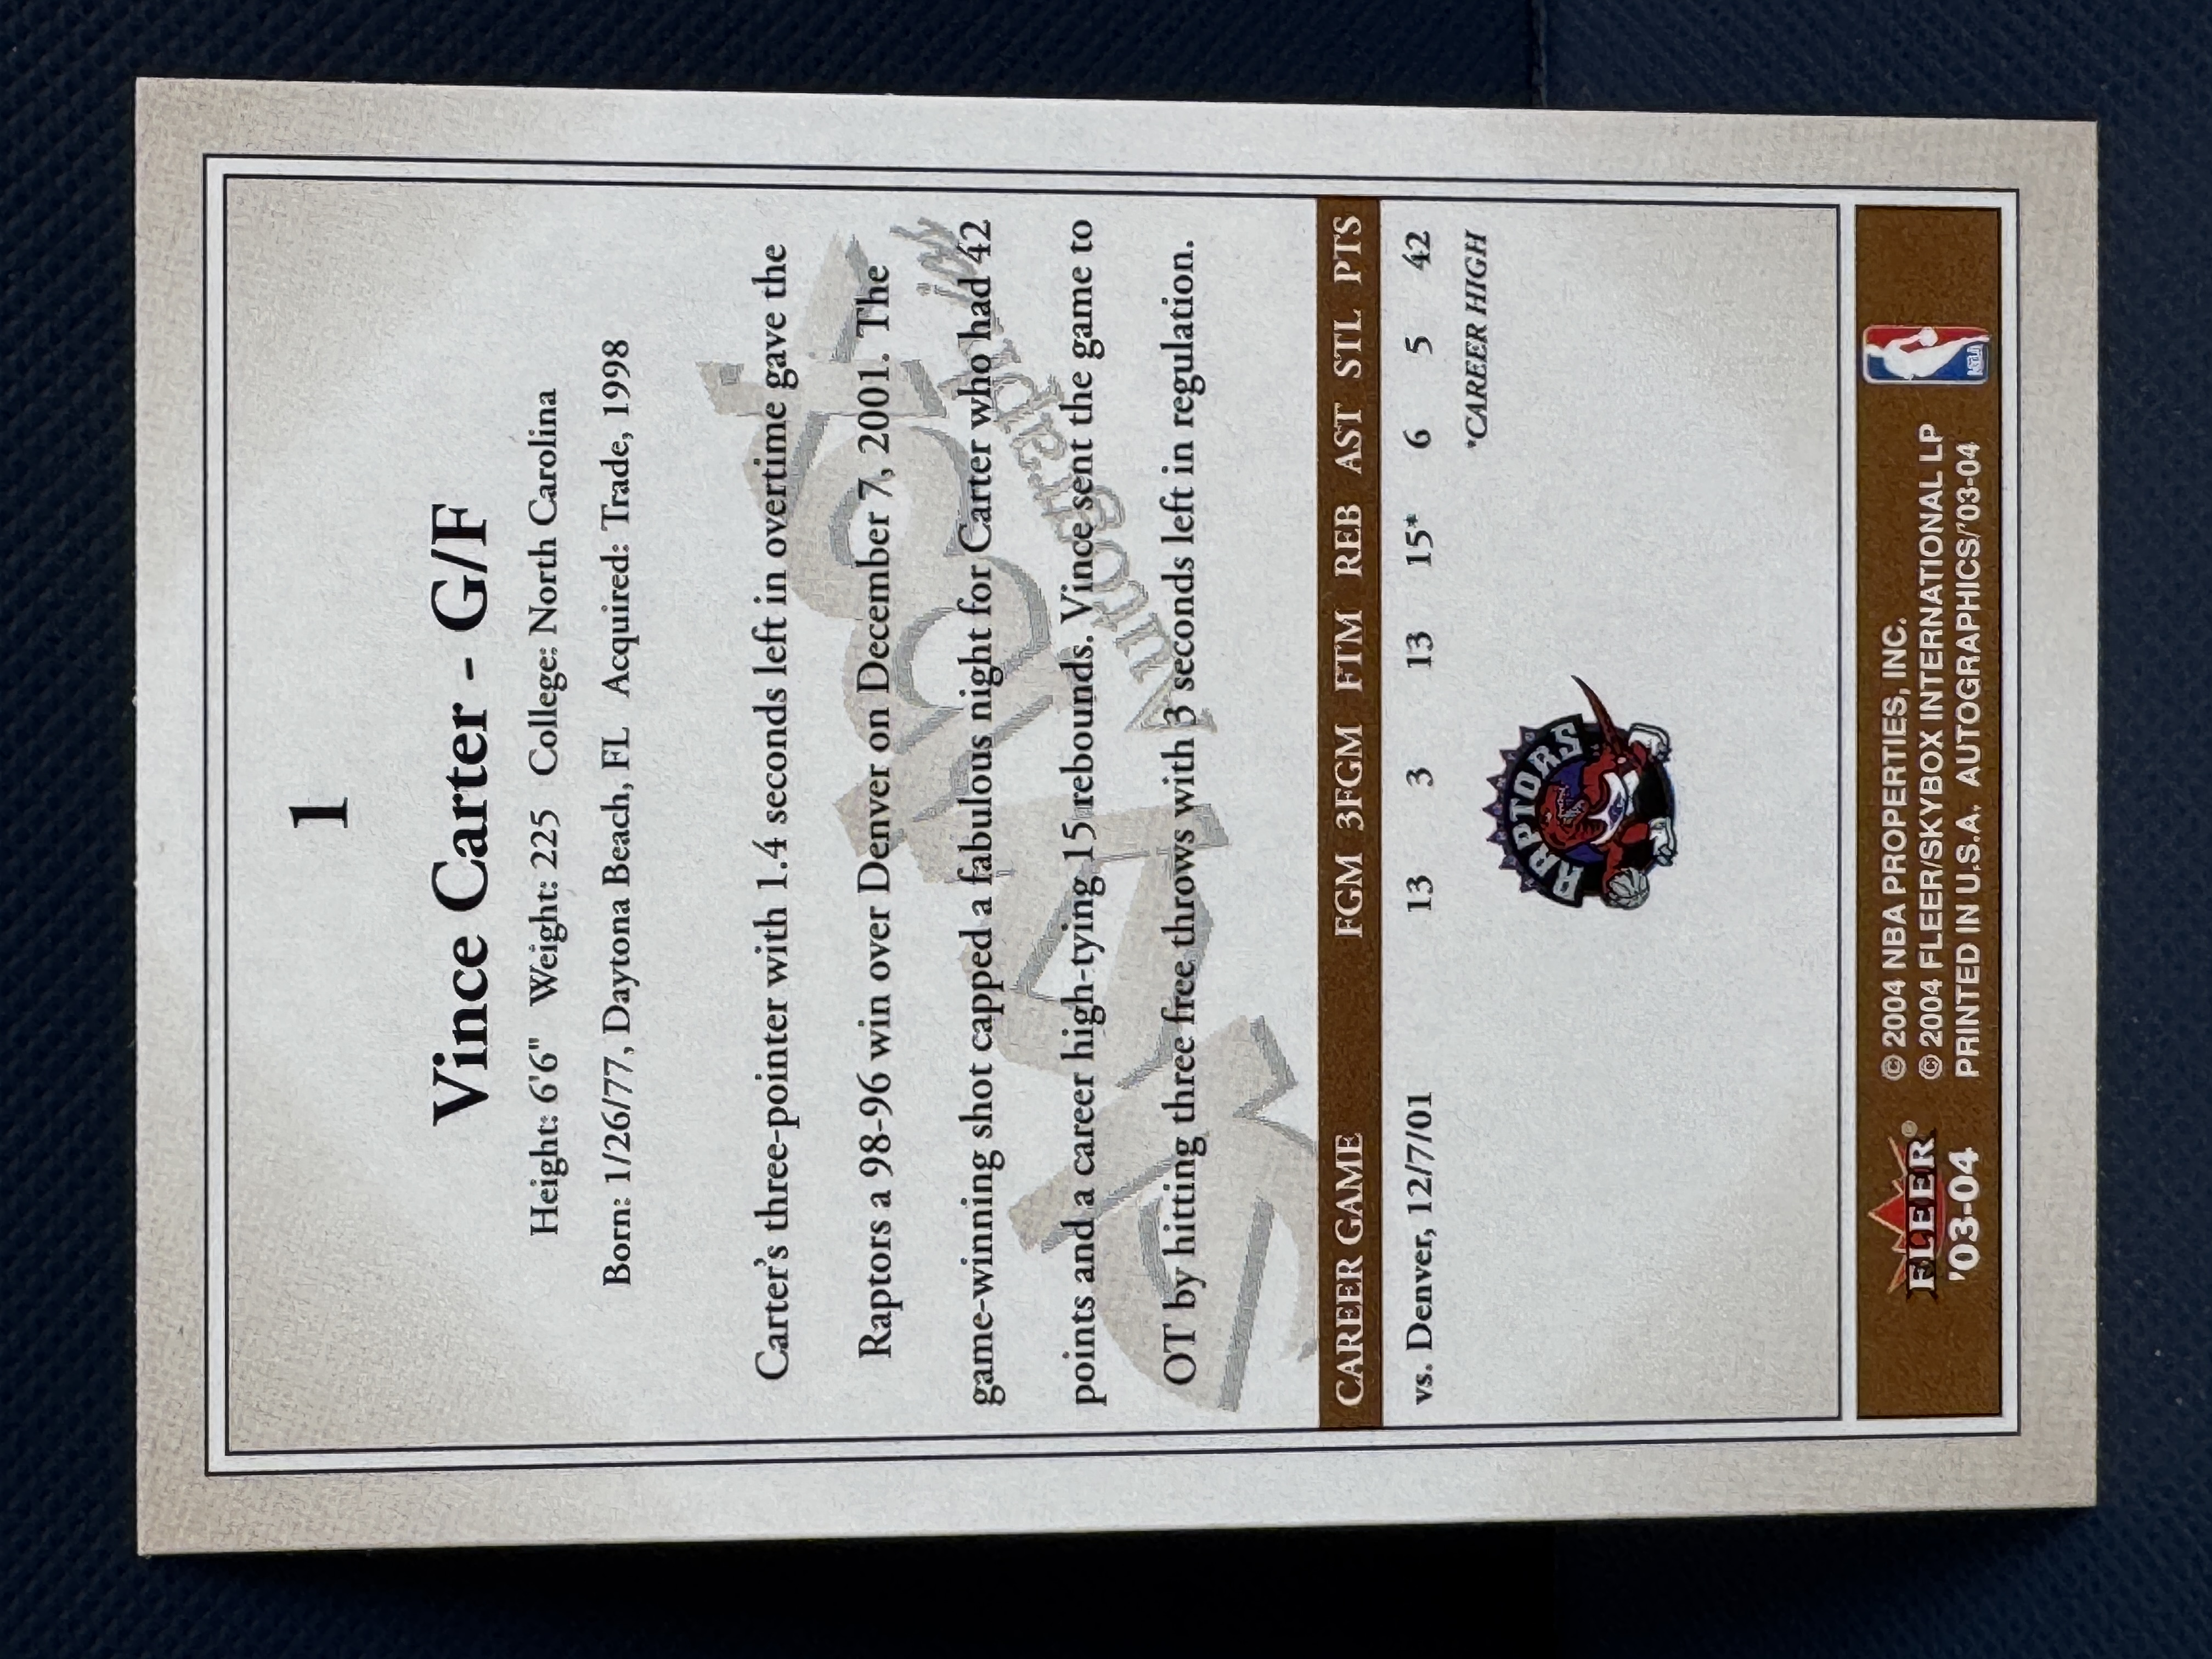 1
Vince Carter - G/F
Height: 6'6" Weight: 225 College: North Carolina
Born: 1/26/77, Daytona Beach, FL Acquired: Trade, 1998
Carter's three-pointer with 1.4 seconds left in overtime gave the
Raptors a 98-96 win over Denver on December 7, 2001. The
game-winning shot capped a fabulous night for Carter who had 42
points and a career high-tying 15 rebounds. Vince sent the game to
OT by hitting three free throws with 3 seconds left in regulation.
SkyBox
Autographics
CAREER GAME FGM 3FGM FTM REB AST STL PTS
vs. Denver, 12/7/01 13 3 13 15* 6 5 42
*CAREER HIGH
RAPTORS
FLEER®
'03-04
© 2004 NBA PROPERTIES, INC.
© 2004 FLEER/SKYBOX INTERNATIONAL LP
PRINTED IN U.S.A. AUTOGRAPHICS/'03-04
NBA